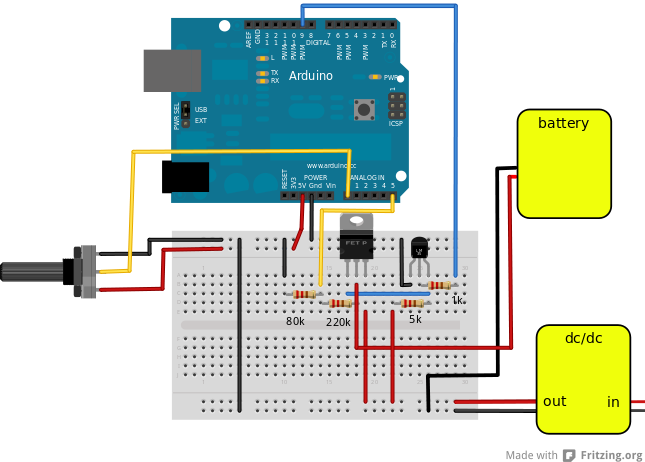 battery
AREF
GND
13
12
11
10
9
8
7
6
5
4
3
2
1
0
PWM
PWM
PWM
DIGITAL
PWM
PWM
PWM
TX
RX
L
TX
RX
Arduino
PWR
1
ICSP
PWR SEL
USB
EXT
www.arduino.cc
RESET
3V3
POWER
5V Gnd Vin
ANALOG IN
1 2 3 4 5
FET P
80k
220k
5k
1k
dc/dc
out
in
Made with Fritzing.org